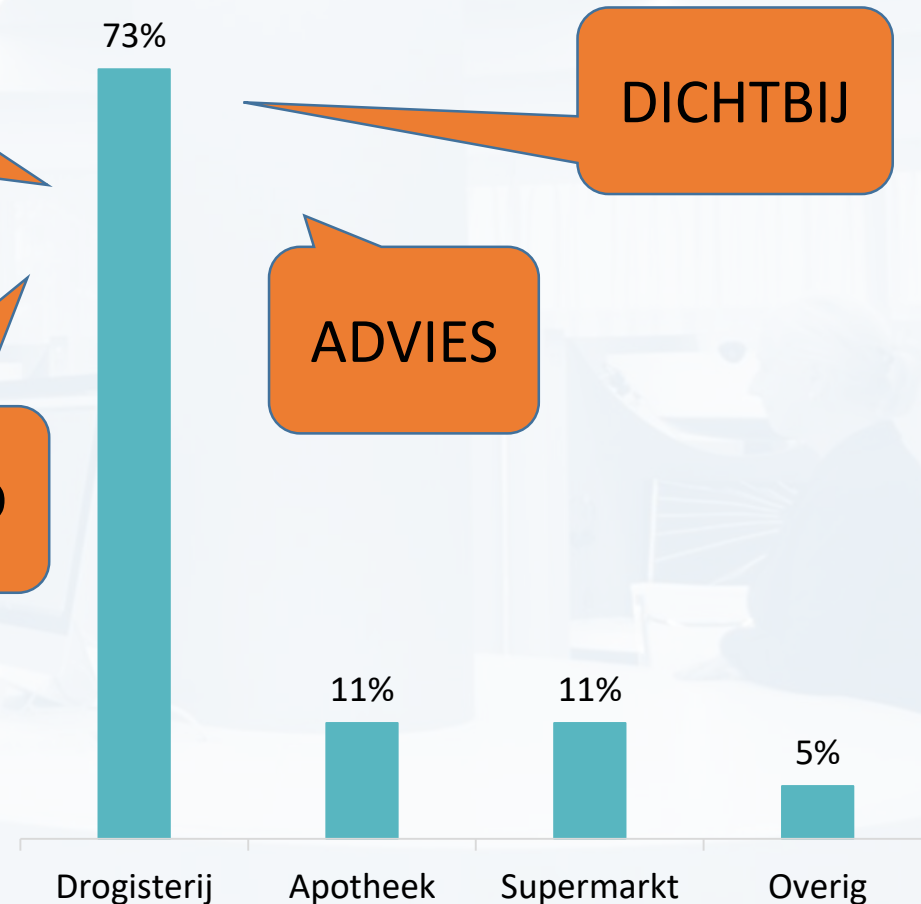 73%
DICHTBIJ
ADVIES
11%
11%
5%
Drogisterij
Apotheek
Supermarkt
Overig